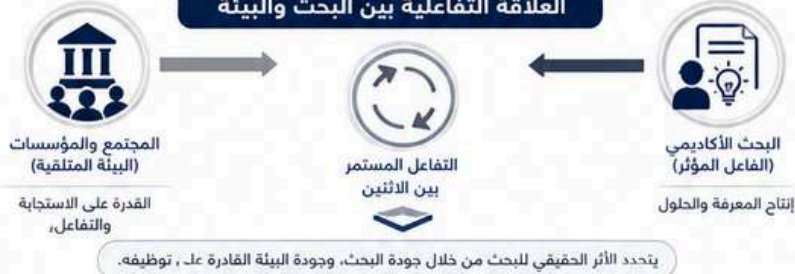 العلاقة التفاعلية بين البحث والبيئة
البحث الأكاديمي
(الفاعل المؤثر)
إنتاج المعرفة والحلول
التفاعل المستمر
بين الاثنين
المجتمع والمؤسسات
(البيئة المتلقية)
القدرة على الاستجابة
والتفاعل،
يتحدد الأثر الحقيقي للبحث من خلال جودة البحث، وجودة البيئة القادرة على توظيفه.